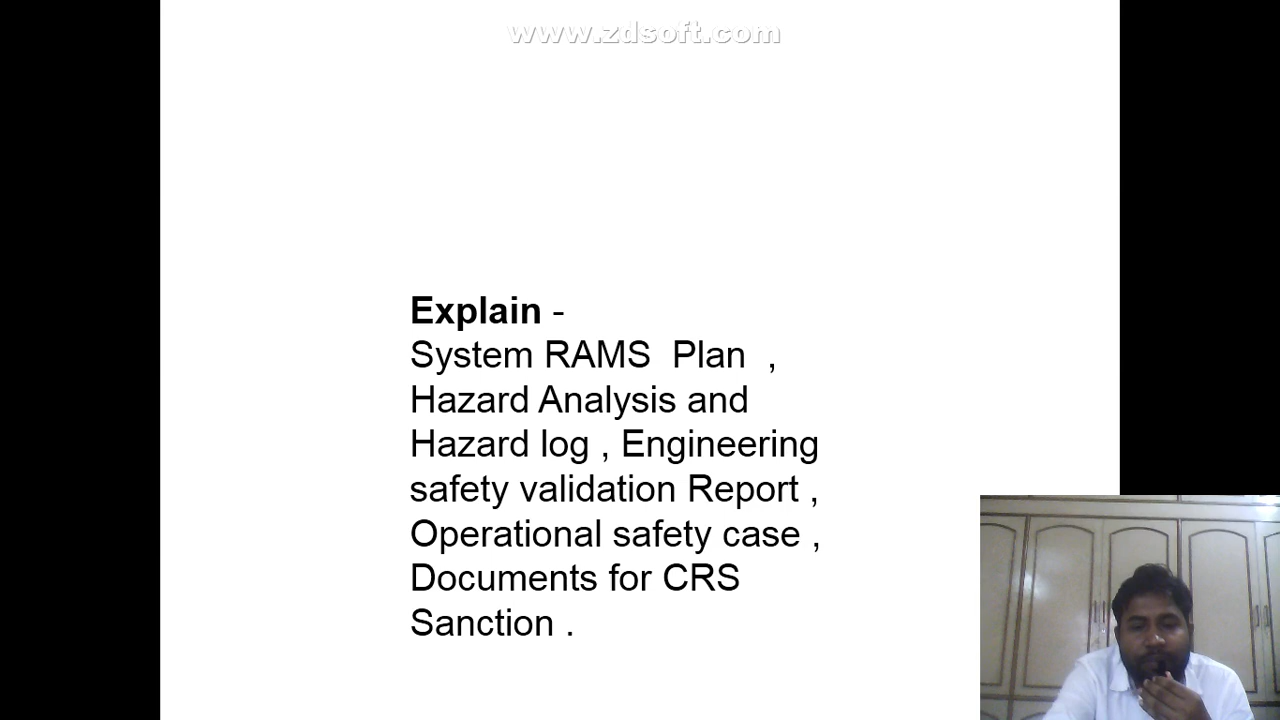 www.zdsoft.com
Explain -
System RAMS  Plan  ,
Hazard Analysis and
Hazard log , Engineering
safety validation Report ,
Operational safety case ,
Documents for CRS
Sanction .